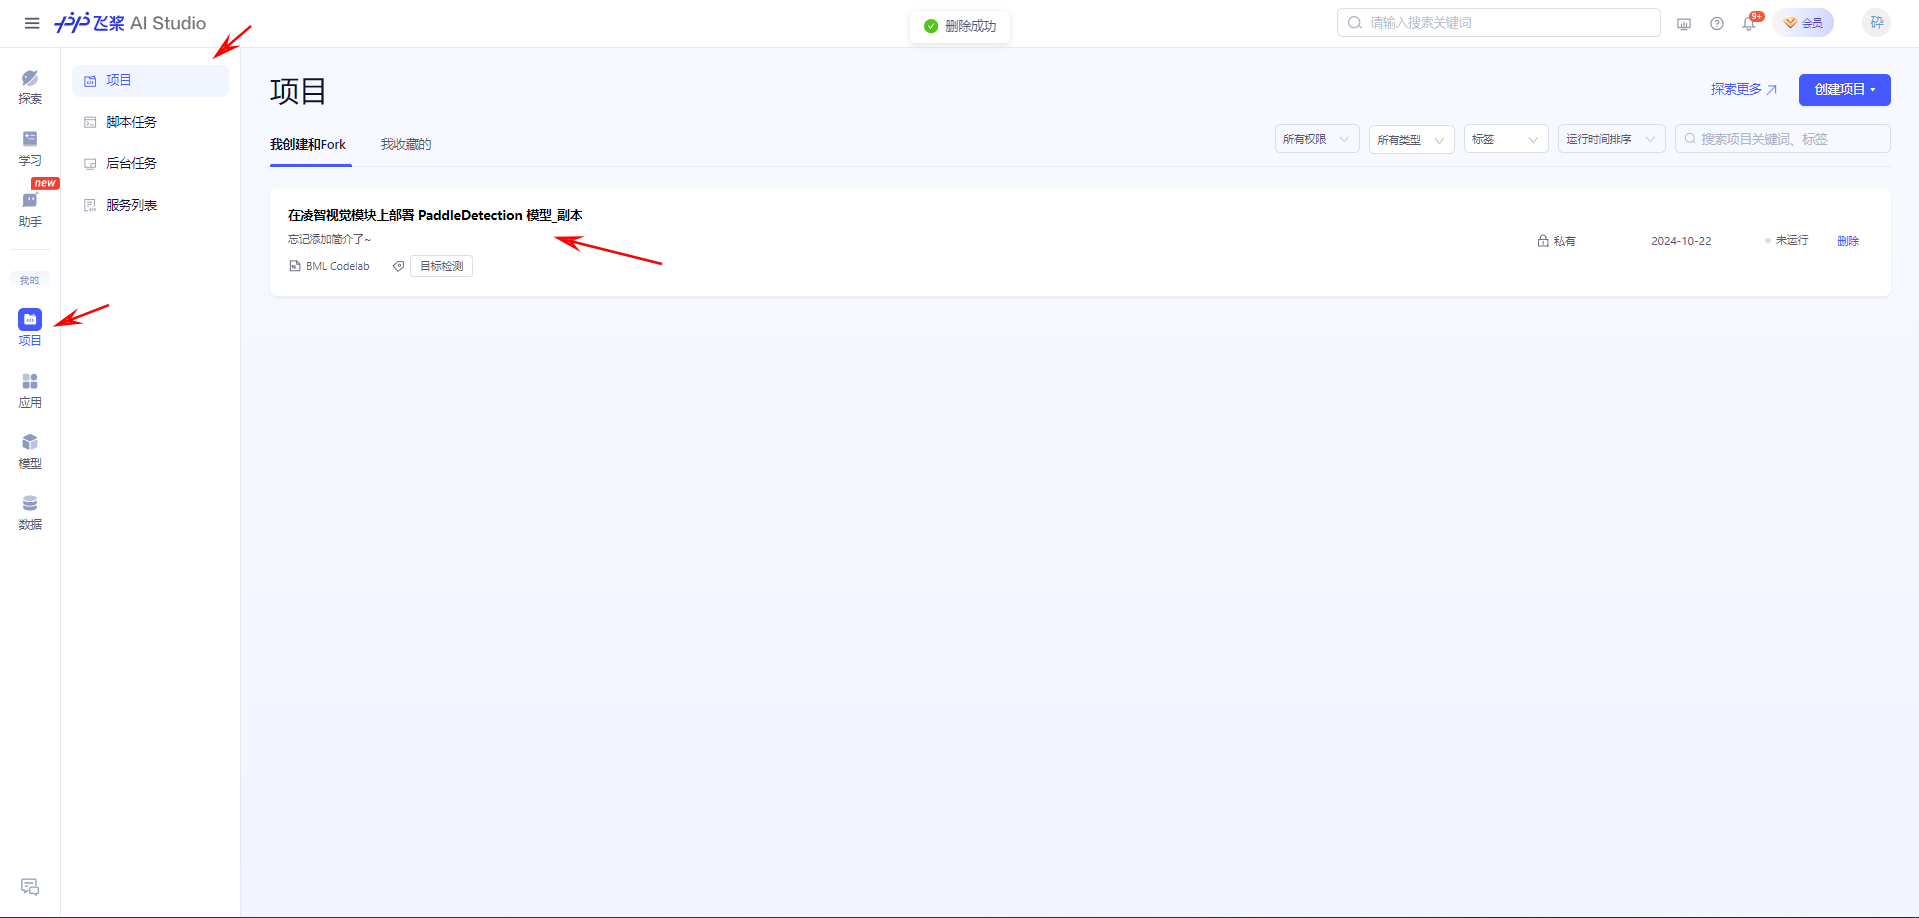 飞桨 AI Studio
删除成功
请输入搜索关键词
9+
会员
砕
探索
学习
new
助手
我的
项目
应用
模型
数据
项目
脚本任务
后台任务
服务列表
项目
探索更多
创建项目
我创建和Fork
我收藏的
所有权限
所有类型
标签
运行时间排序
搜索项目关键词、标签
在凌智视觉模块上部署 PaddleDetection 模型_副本
忘记添加简介了~
BML Codelab
目标检测
私有
2024-10-22
未运行
删除